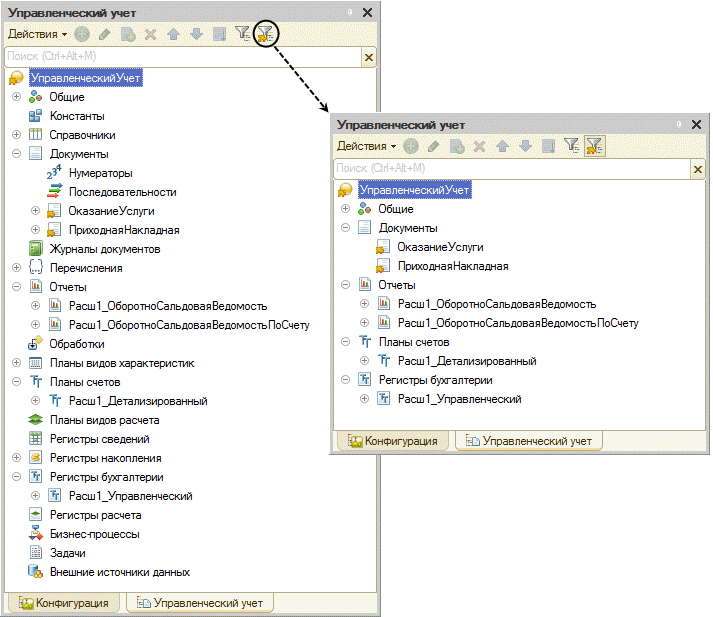 Управленческий учет
Действия
Поиск (Ctrl+Alt+M)
УправленческийУчет
Общие
Константы
Справочники
Документы
Нумераторы
Последовательности
ОказаниеУслуги
ПриходнаяНакладная
Журналы документов
Перечисления
Отчеты
Расш1_ОборотноСальдоваяВедомость
Расш1_ОборотноСальдоваяВедомостьПоСчету
Обработки
Планы видов характеристик
Планы счетов
Расш1_Детализированный
Планы видов расчета
Регистры сведений
Регистры накопления
Регистры бухгалтерии
Расш1_Управленческий
Регистры расчета
Бизнес-процессы
Задачи
Внешние источники данных
Конфигурация
Управленческий учет
Управленческий учет
Действия
Поиск (Ctrl+Alt+M)
УправленческийУчет
Общие
Документы
ОказаниеУслуги
ПриходнаяНакладная
Отчеты
Расш1_ОборотноСальдоваяВедомость
Расш1_ОборотноСальдоваяВедомостьПоСчету
Планы счетов
Расш1_Детализированный
Регистры бухгалтерии
Расш1_Управленческий
Конфигурация
Управленческий учет